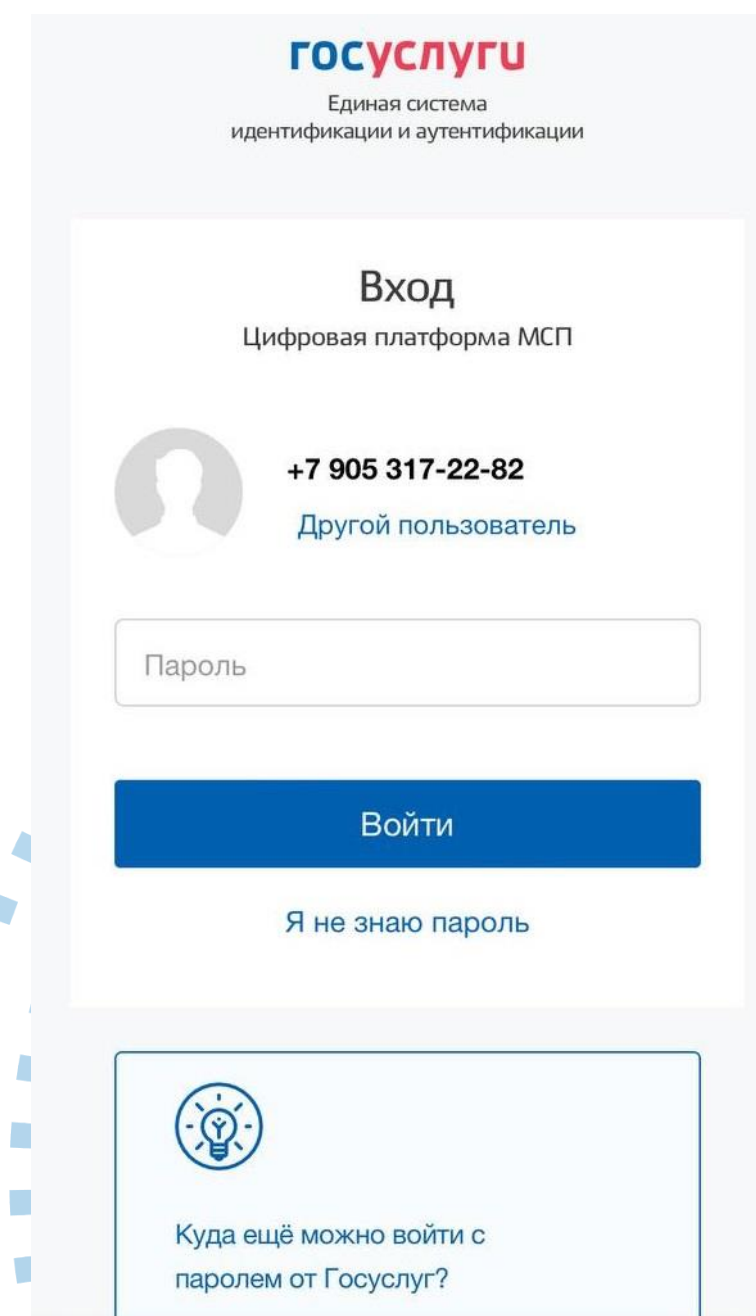 госуслуги
Единая система
идентификации и аутентификации
Вход
Цифровая платформа МСП
+7 905 317-22-82
Другой пользователь
Пароль
Войти
Я не знаю пароль
Куда ещё можно войти с
паролем от Госуслуг?